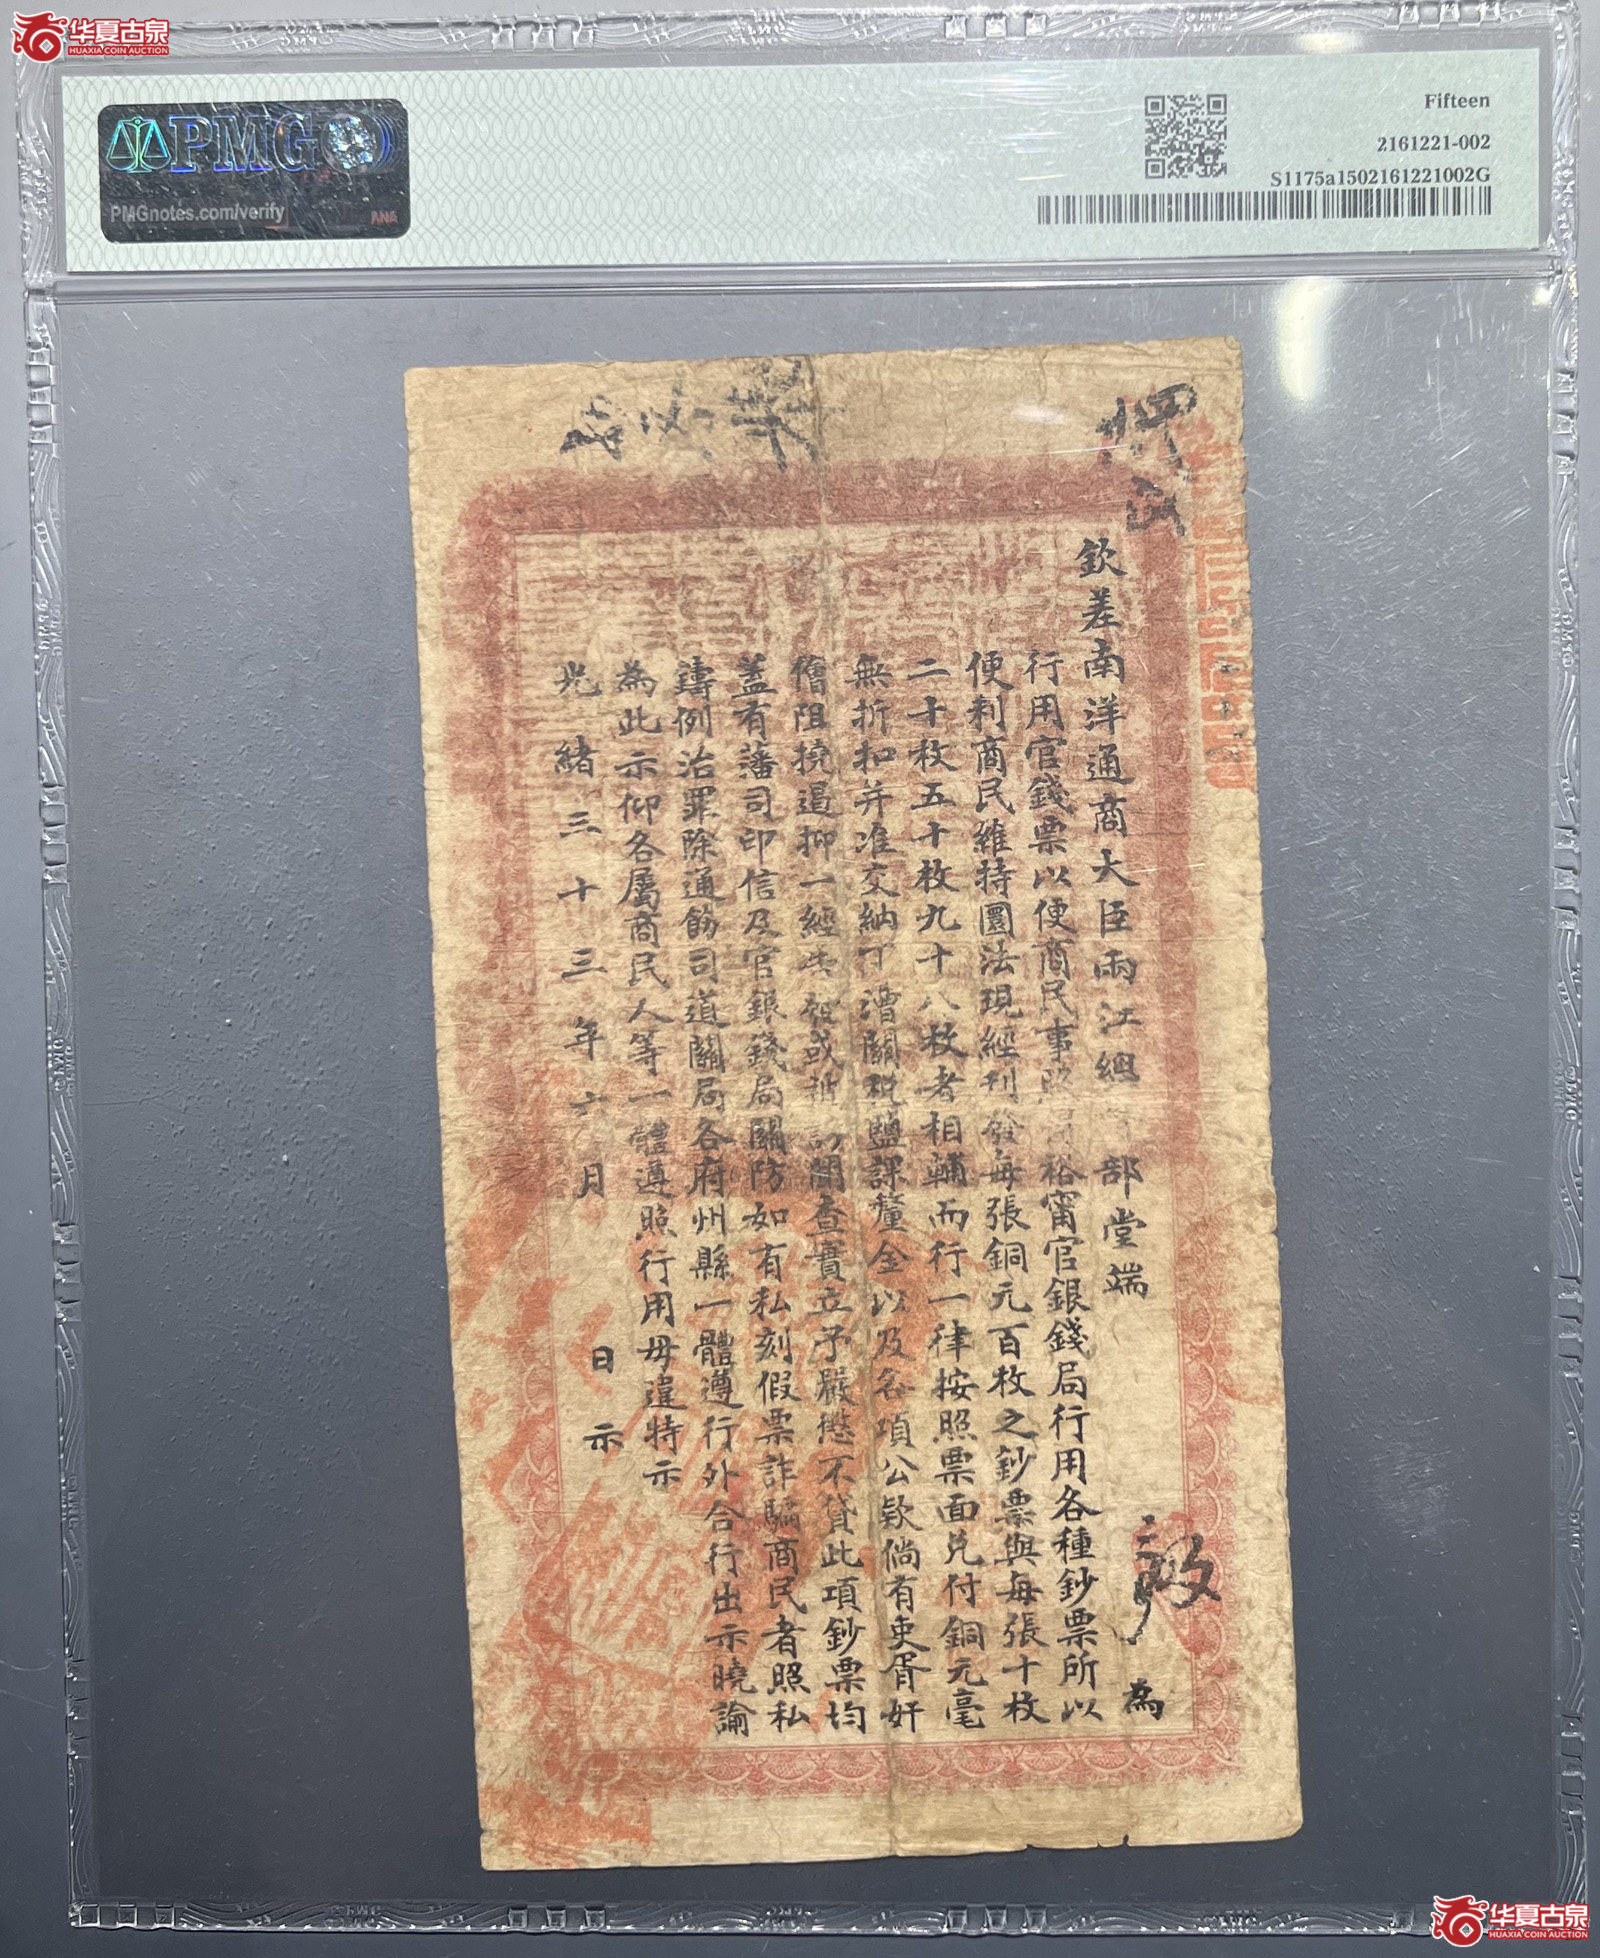 华夏古泉
HUAXIA COIN AUCTION
PMG
PMGnotes.com/verify
ANA
Fifteen
2161221-002
S1175a1502161221002G
欽差南洋通商大臣兩江總部堂端 為
行用官錢票以便商民事照得裕甯官銀錢局行用各種鈔票所以
便利商民維持圜法現經刊發每張銅元百枚之鈔票與每張十枚
二十枚五十枚九十八枚者相輔而行一律按照票面兌付銅元毫
無折扣并准交納丁漕關稅鹽課釐金以及各項公欵倘有吏胥奸
儈阻撓遏抑一經告發或被訪聞查實立予嚴懲不貸此項鈔票均
蓋有藩司印信及官銀錢局關防如有私刻假票詐騙商民者照私
鑄例治罪除通飭司道關局各府州縣一體遵行外合行出示曉諭
為此示仰各屬商民人等一體遵照行用毋違特示
光緒三十三年六月 日示
华夏古泉
HUAXIA COIN AUCTION